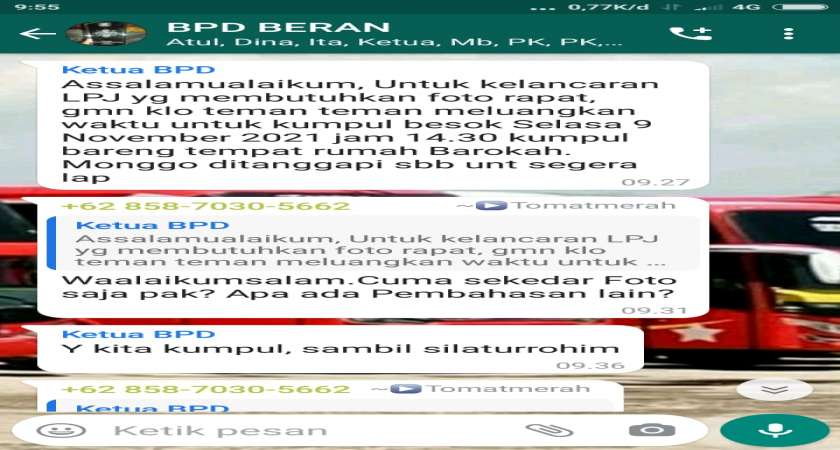 9:55
... 0,77K/d 4G
BPD BERAN
Atul, Dina, Ita, Ketua, Mb, PK, PK,...
Ketua BPD
Assalamualaikum, Untuk kelancaran
LPJ yg membutuhkan foto rapat,
gmn klo teman teman meluangkan
waktu untuk kumpul besok Selasa 9
November 2021 jam 14.30 kumpul
bareng tempat rumah Barokah.
Monggo ditanggapi sbb unt segera
lap
09.27
+62 858-7030-5662 ~▶Tomatmerah
Ketua BPD
Assalamualaikum, Untuk kelancaran LPJ
yg membutuhkan foto rapat, gmn klo
teman teman meluangkan waktu untuk ...
Waalaikumsalam.Cuma sekedar Foto
saja pak? Apa ada Pembahasan lain?
09.31
Ketua BPD
Y kita kumpul, sambil silaturrohim
09.36
+62 858-7030-5662 ~▶Tomatmerah
Ketua BPD
Ketik pesan